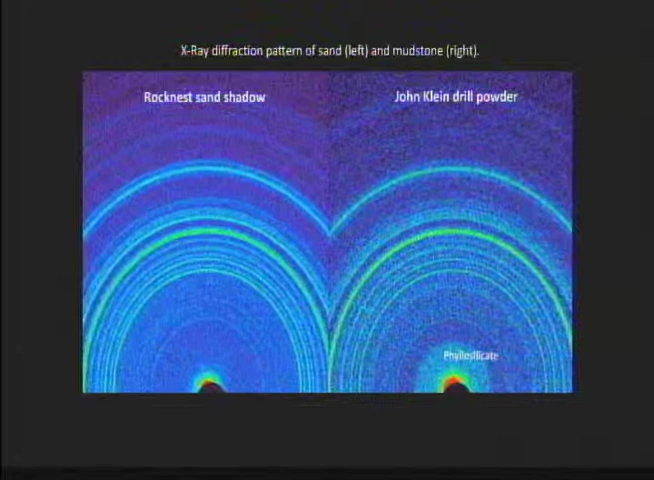 X-Ray diffraction pattern of sand (left) and mudstone (right).
Rocknest sand shadow
John Klein drill powder
Phyllosilicate